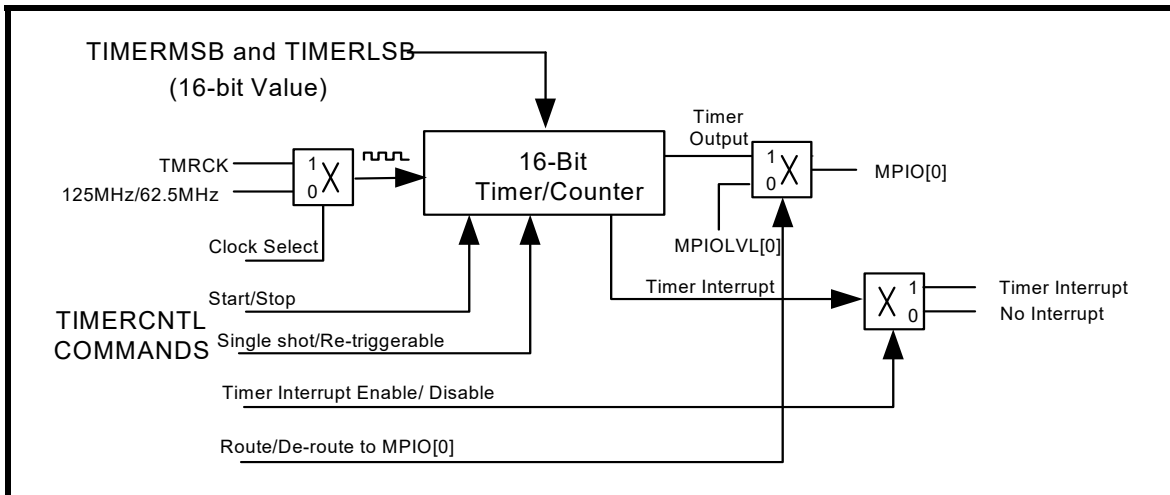 TIMERMSB and TIMERLSB
(16-bit Value)
Timer
Output
TMRCK
1
0
X
125MHz/62.5MHz
16-Bit
Timer/Counter
1
0
X
MPIO[0]
Clock Select
MPIOLVL[0]
Start/Stop
Timer Interrupt
X
1
0
Timer Interrupt
No Interrupt
TIMERCNTL
COMMANDS
Single shot/Re-triggerable
Timer Interrupt Enable/ Disable
Route/De-route to MPIO[0]